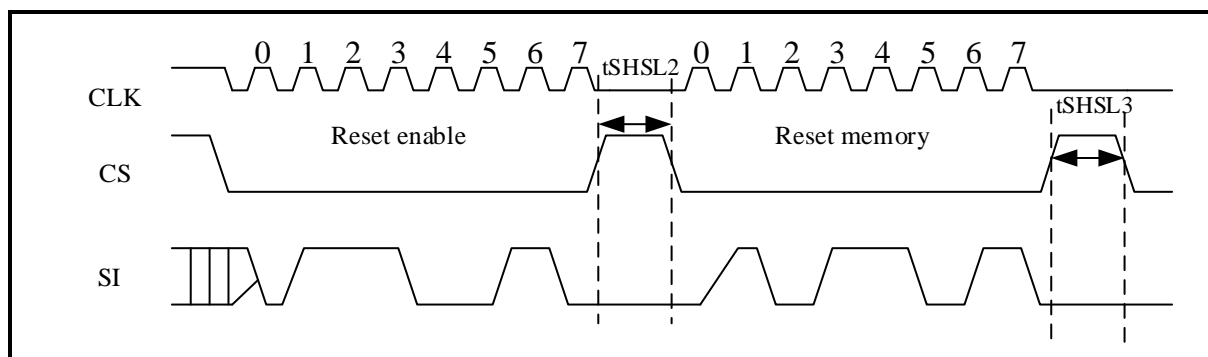 0 1 2 3 4 5 6 7 tSHSL2 0 1 2 3 4 5 6 7
CLK
tSHSL3
Reset enable Reset memory
CS
SI